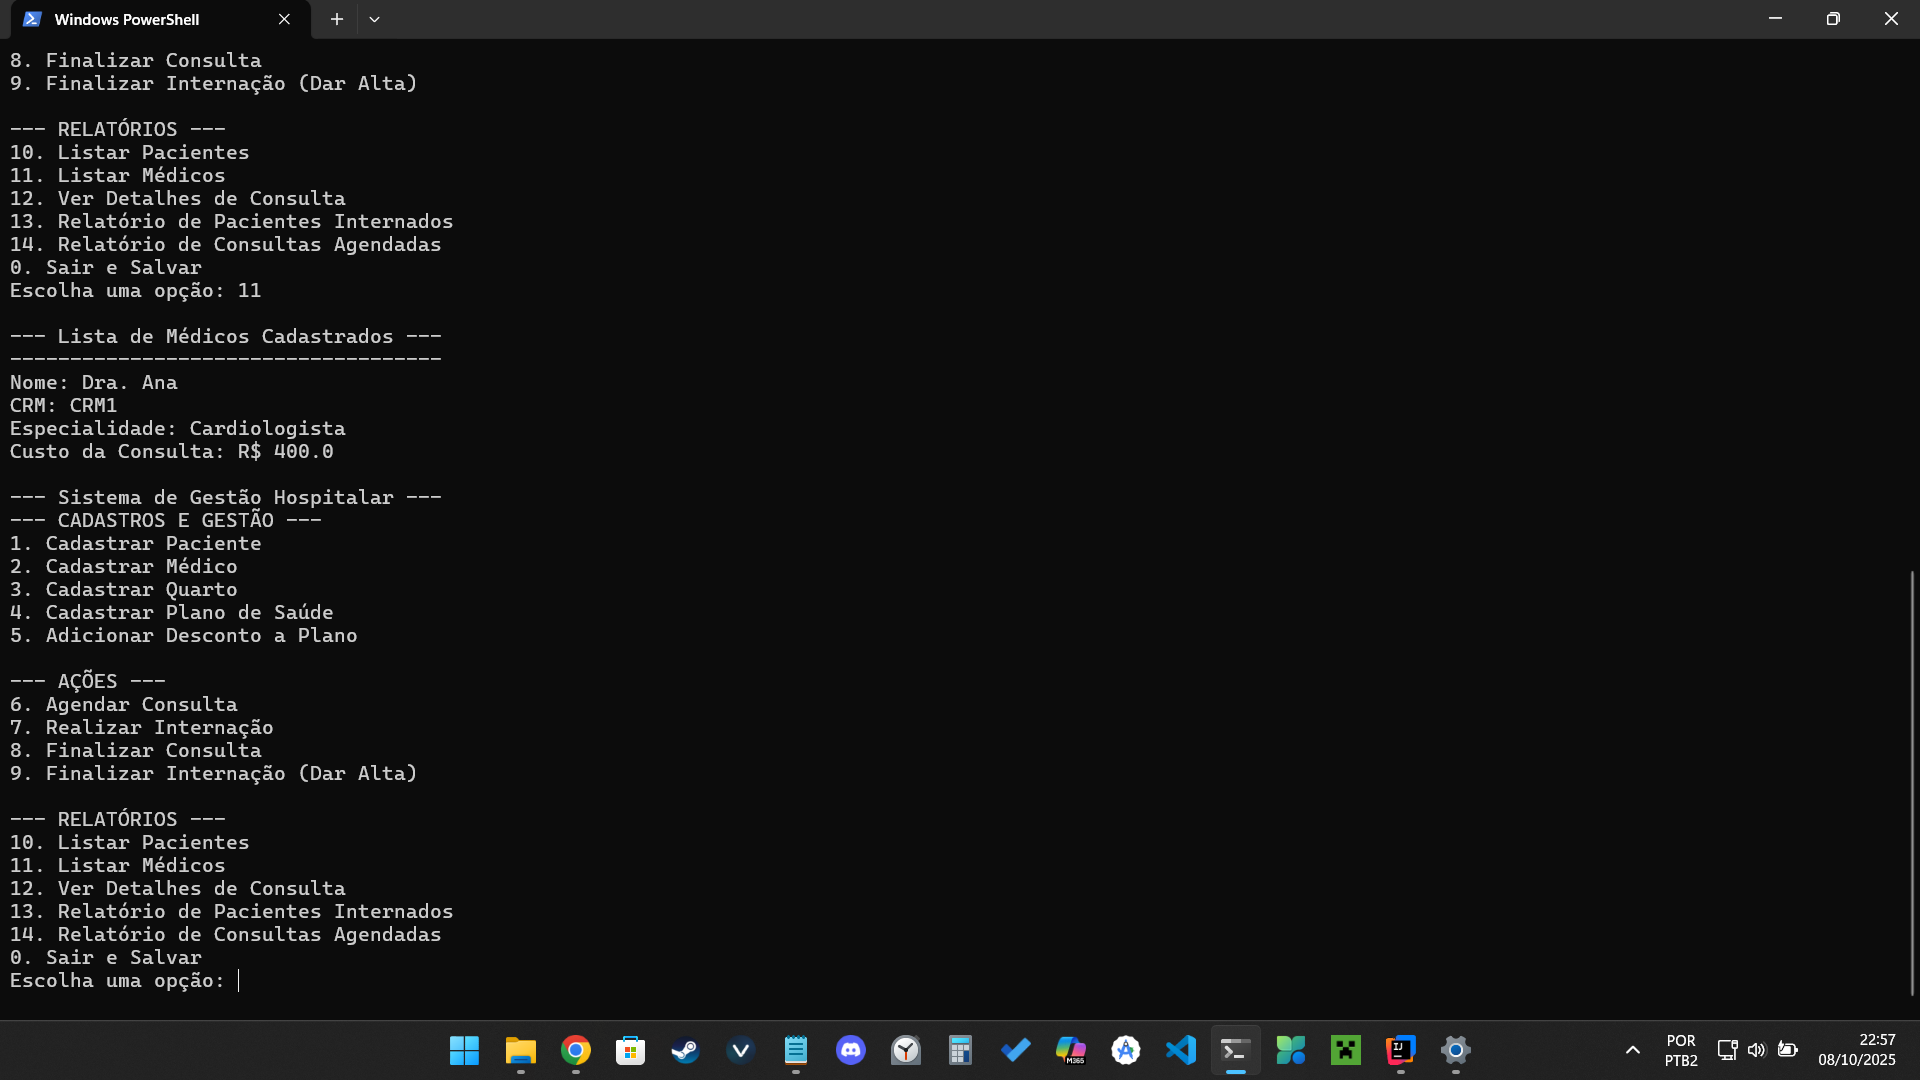 Windows PowerShell
8. Finalizar Consulta
9. Finalizar Internação (Dar Alta)
--- RELATÓRIOS ---
10. Listar Pacientes
11. Listar Médicos
12. Ver Detalhes de Consulta
13. Relatório de Pacientes Internados
14. Relatório de Consultas Agendadas
0. Sair e Salvar
Escolha uma opção: 11
--- Lista de Médicos Cadastrados ---
------------------------------------
Nome: Dra. Ana
CRM: CRM1
Especialidade: Cardiologista
Custo da Consulta: R$ 400.0
--- Sistema de Gestão Hospitalar ---
--- CADASTROS E GESTÃO ---
1. Cadastrar Paciente
2. Cadastrar Médico
3. Cadastrar Quarto
4. Cadastrar Plano de Saúde
5. Adicionar Desconto a Plano
--- AÇÕES ---
6. Agendar Consulta
7. Realizar Internação
8. Finalizar Consulta
9. Finalizar Internação (Dar Alta)
--- RELATÓRIOS ---
10. Listar Pacientes
11. Listar Médicos
12. Ver Detalhes de Consulta
13. Relatório de Pacientes Internados
14. Relatório de Consultas Agendadas
0. Sair e Salvar
Escolha uma opção:
M365
IJ
POR
PTB2
22:57
08/10/2025